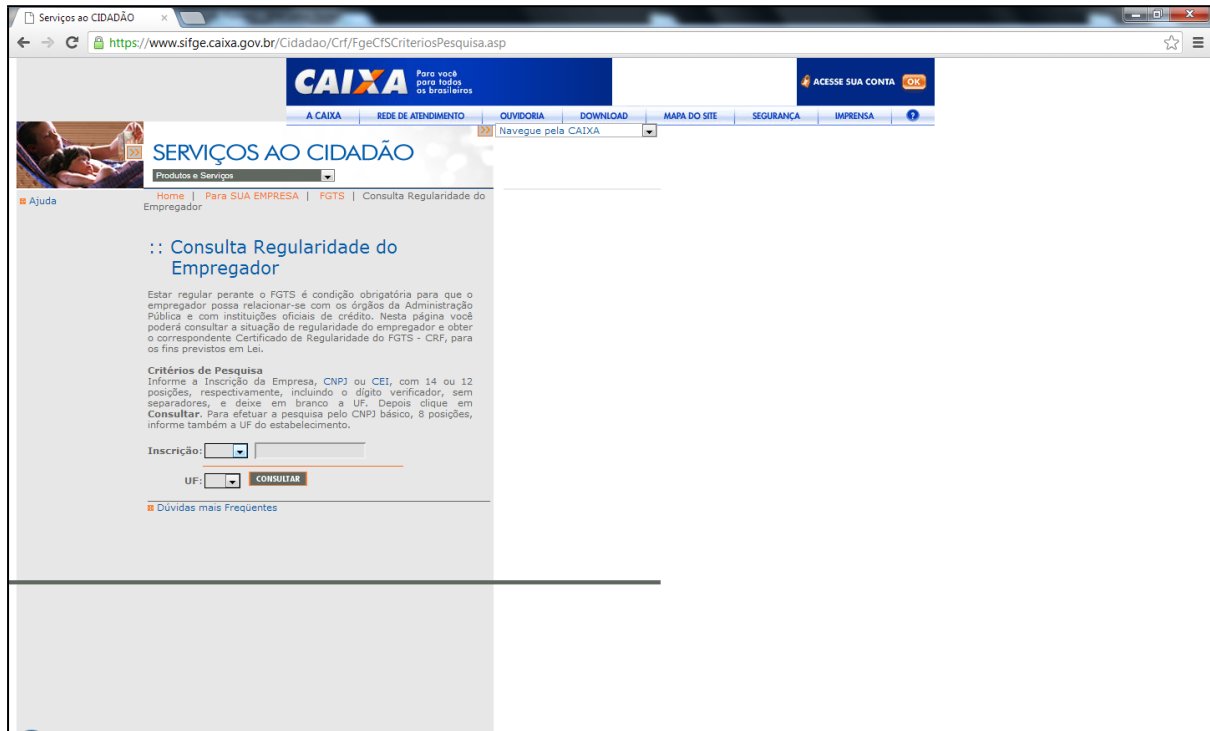 Serviços ao CIDADÃO
https://www.sifge.caixa.gov.br/Cidadao/Crf/FgeCfSCriteriosPesquisa.asp
CAIXA
Para você
para todos
os brasileiros
ACESSE SUA CONTA OK
A CAIXA REDE DE ATENDIMENTO OUVIDORIA DOWNLOAD MAPA DO SITE SEGURANÇA IMPRENSA ?
Navegue pela CAIXA
SERVIÇOS AO CIDADÃO
Produtos e Serviços
Ajuda
Home | Para SUA EMPRESA | FGTS | Consulta Regularidade do
Empregador
:: Consulta Regularidade do
Empregador
Estar regular perante o FGTS é condição obrigatória para que o
empregador possa relacionar-se com os órgãos da Administração
Pública e com instituições oficiais de crédito. Nesta página você
poderá consultar a situação de regularidade do empregador e obter
o correspondente Certificado de Regularidade do FGTS - CRF, para
os fins previstos em Lei.
Critérios de Pesquisa
Informe a Inscrição da Empresa, CNPJ ou CEI, com 14 ou 12
posições, respectivamente, incluindo o dígito verificador, sem
separadores, e deixe em branco a UF. Depois clique em
Consultar. Para efetuar a pesquisa pelo CNPJ básico, 8 posições,
informe também a UF do estabelecimento.
Inscrição:
UF: CONSULTAR
Dúvidas mais Freqüentes